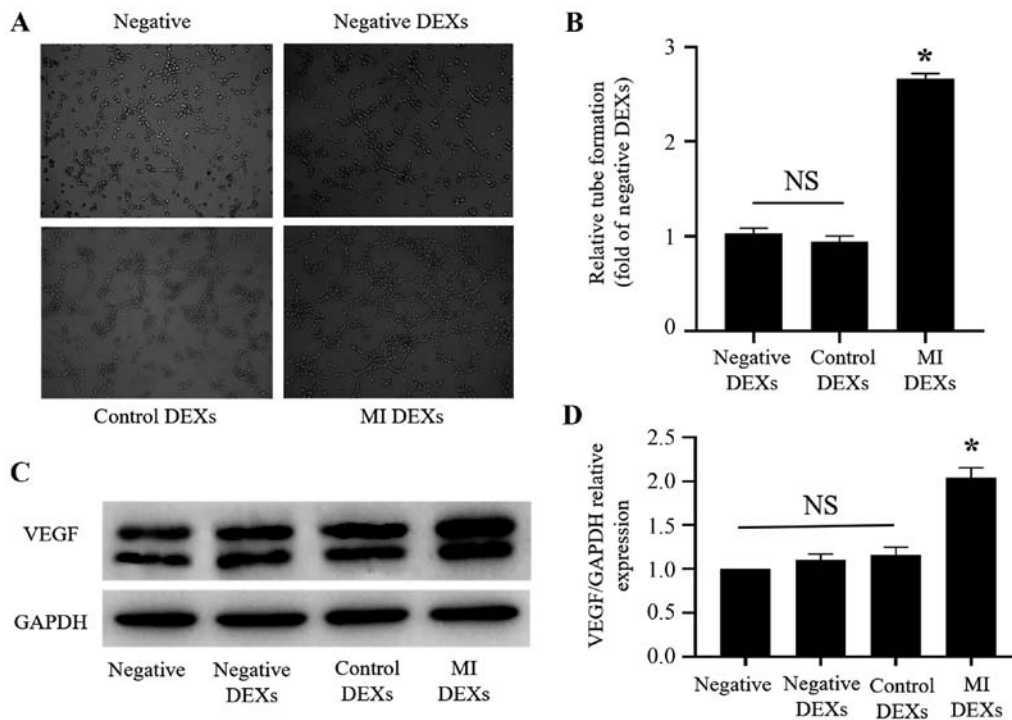 A
Negative
Negative DEXs
Control DEXs
MI DEXs
B
Relative tube formation
(fold of negative DEXs)
3
2
1
0
NS
*
Negative
DEXs
Control
DEXs
MI
DEXs
C
VEGF
GAPDH
Negative
Negative
DEXs
Control
DEXs
MI
DEXs
D
VEGF/GAPDH relative
expression
2.5
2.0
1.5
1.0
0.5
0.0
NS
*
Negative
Negative
DEXs
Control
DEXs
MI
DEXs